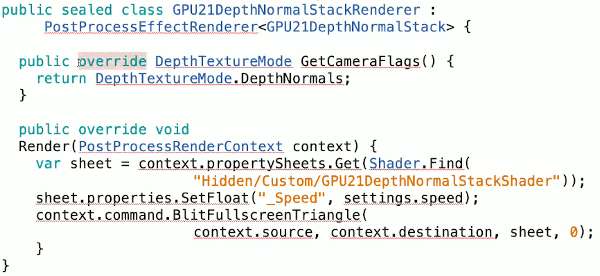 public sealed class GPU21DepthNormalStackRenderer :
PostProcessEffectRenderer<GPU21DepthNormalStack> {
public override DepthTextureMode GetCameraFlags() {
return DepthTextureMode.DepthNormals;
}
public override void
Render(PostProcessRenderContext context) {
var sheet = context.propertySheets.Get(Shader.Find(
"Hidden/Custom/GPU21DepthNormalStackShader"));
sheet.properties.SetFloat("_Speed", settings.speed);
context.command.BlitFullscreenTriangle(
context.source, context.destination, sheet, 0);
}
}